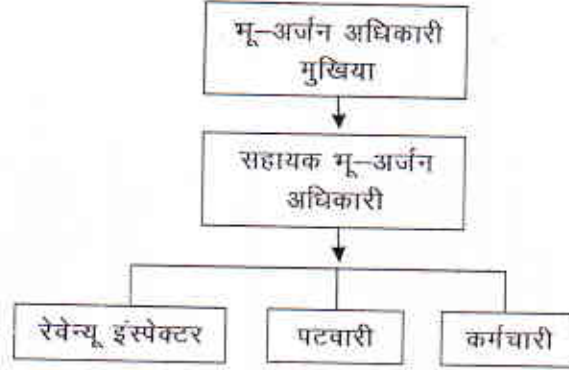 भू–अर्जन अधिकारी
मुखिया
सहायक भू–अर्जन
अधिकारी
रेवेन्यू इंस्पेक्टर
पटवारी
कर्मचारी